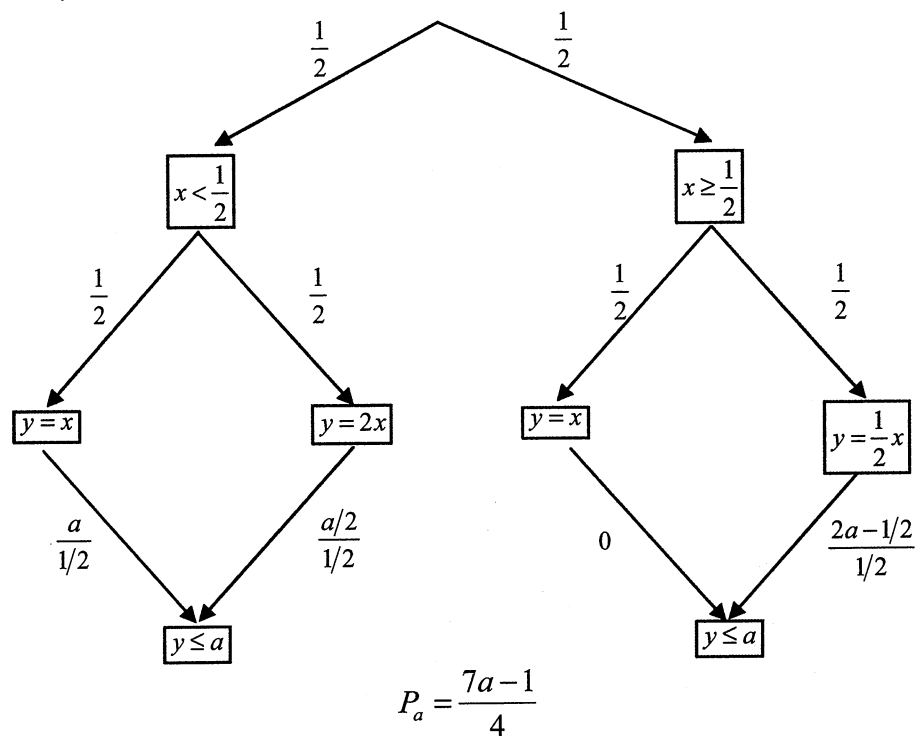 1/2 1/2
x < 1/2 x ≥ 1/2
1/2 1/2 1/2 1/2
y = x y = 2x y = x y = 1/2 x
a/(1/2) (a/2)/(1/2) 0 (2a − 1/2)/(1/2)
y ≤ a y ≤ a
P_a = (7a − 1)/4